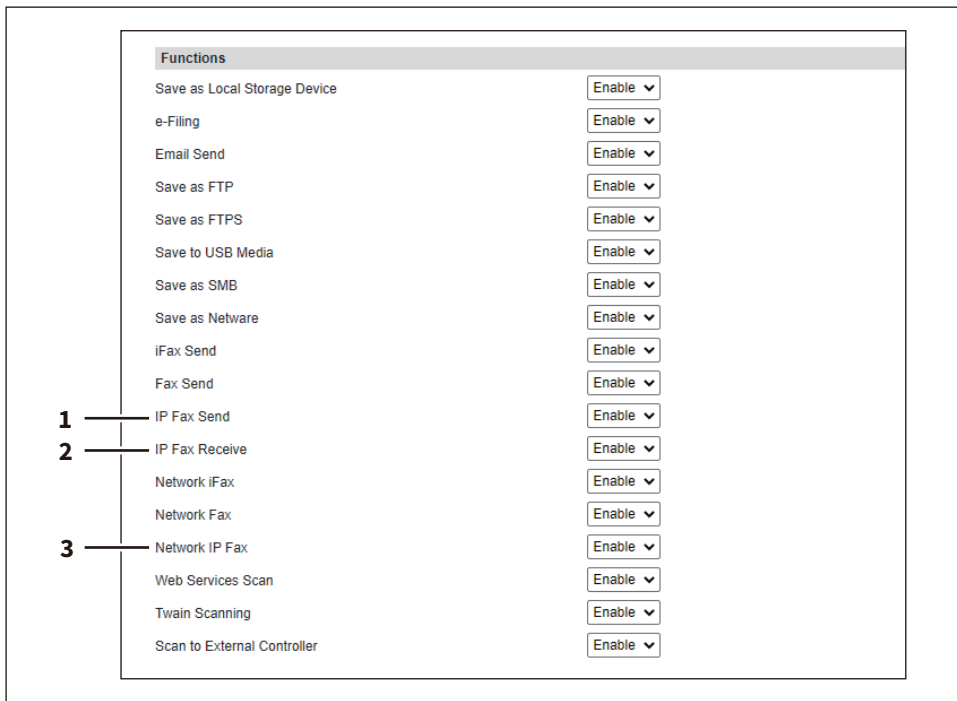 Functions
Save as Local Storage Device Enable
e-Filing Enable
Email Send Enable
Save as FTP Enable
Save as FTPS Enable
Save to USB Media Enable
Save as SMB Enable
Save as Netware Enable
iFax Send Enable
Fax Send Enable
1 IP Fax Send Enable
2 IP Fax Receive Enable
Network iFax Enable
Network Fax Enable
3 Network IP Fax Enable
Web Services Scan Enable
Twain Scanning Enable
Scan to External Controller Enable